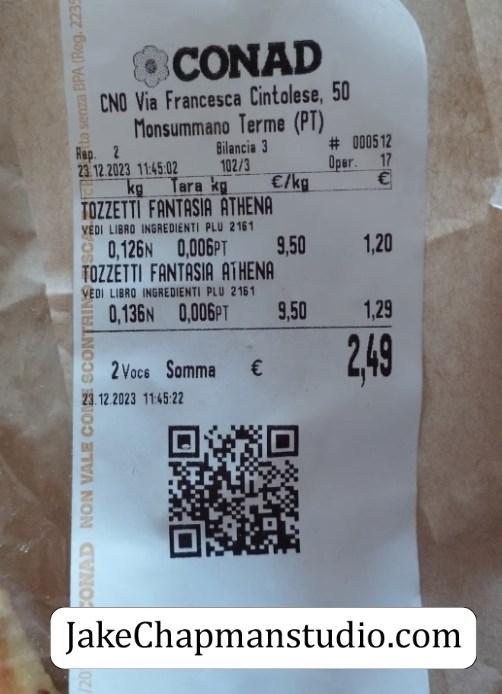 CONAD
CNO Via Francesca Cintolese, 50
Monsummano Terme (PT)
Rep. 2 Bilancia 3 # 000512
23.12.2023 11:45:02 102/3 Oper. 17
kg Tara kg €/kg €
TOZZETTI FANTASIA ATHENA
VEDI LIBRO INGREDIENTI PLU 2161
0,126N 0,006PT 9,50 1,20
TOZZETTI FANTASIA ATHENA
VEDI LIBRO INGREDIENTI PLU 2161
0,136N 0,006PT 9,50 1,29
2 Voce Somma € 2,49
23.12.2023 11:45:22
CONAD NON VALE COME SCONTRINO senza BPA (Reg. 223
JakeChapmanstudio.com